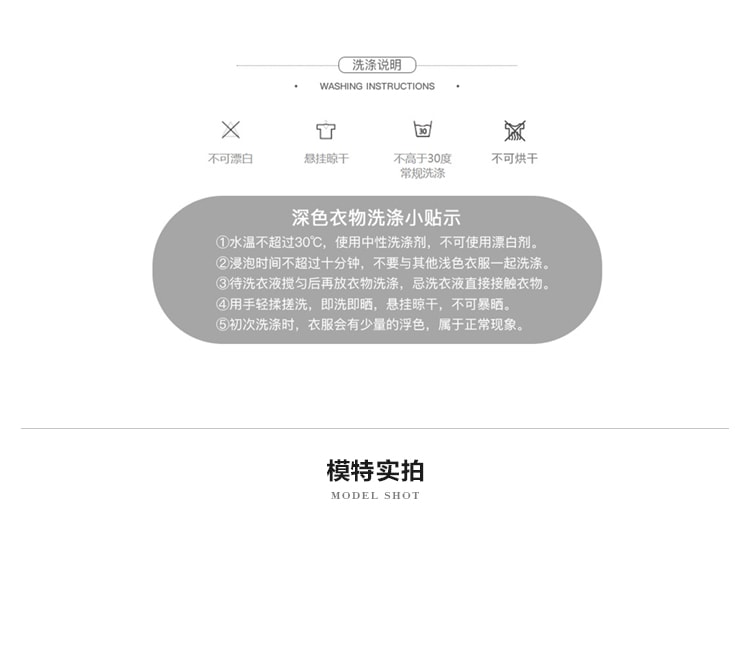 洗涤说明
• WASHING INSTRUCTIONS •
30
不可漂白 悬挂晾干 不高于30度 不可烘干
常规洗涤
深色衣物洗涤小贴示
①水温不超过30℃，使用中性洗涤剂，不可使用漂白剂。
②浸泡时间不超过十分钟，不要与其他浅色衣服一起洗涤。
③待洗衣液搅匀后再放衣物洗涤，忌洗衣液直接接触衣物。
④用手轻揉搓洗，即洗即晒，悬挂晾干，不可暴晒。
⑤初次洗涤时，衣服会有少量的浮色，属于正常现象。
模特实拍
MODEL SHOT